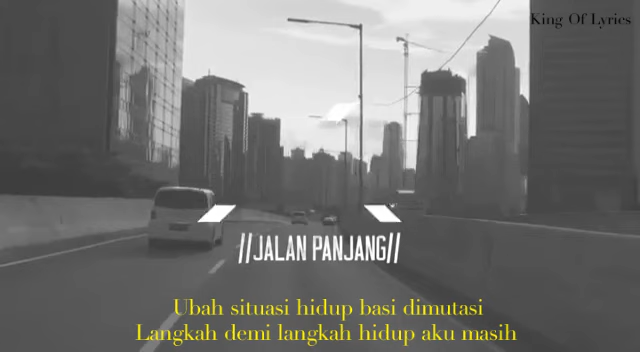 King Of Lyrics
//JALAN PANJANG//
Ubah situasi hidup basi dimutasi
Langkah demi langkah hidup aku masih